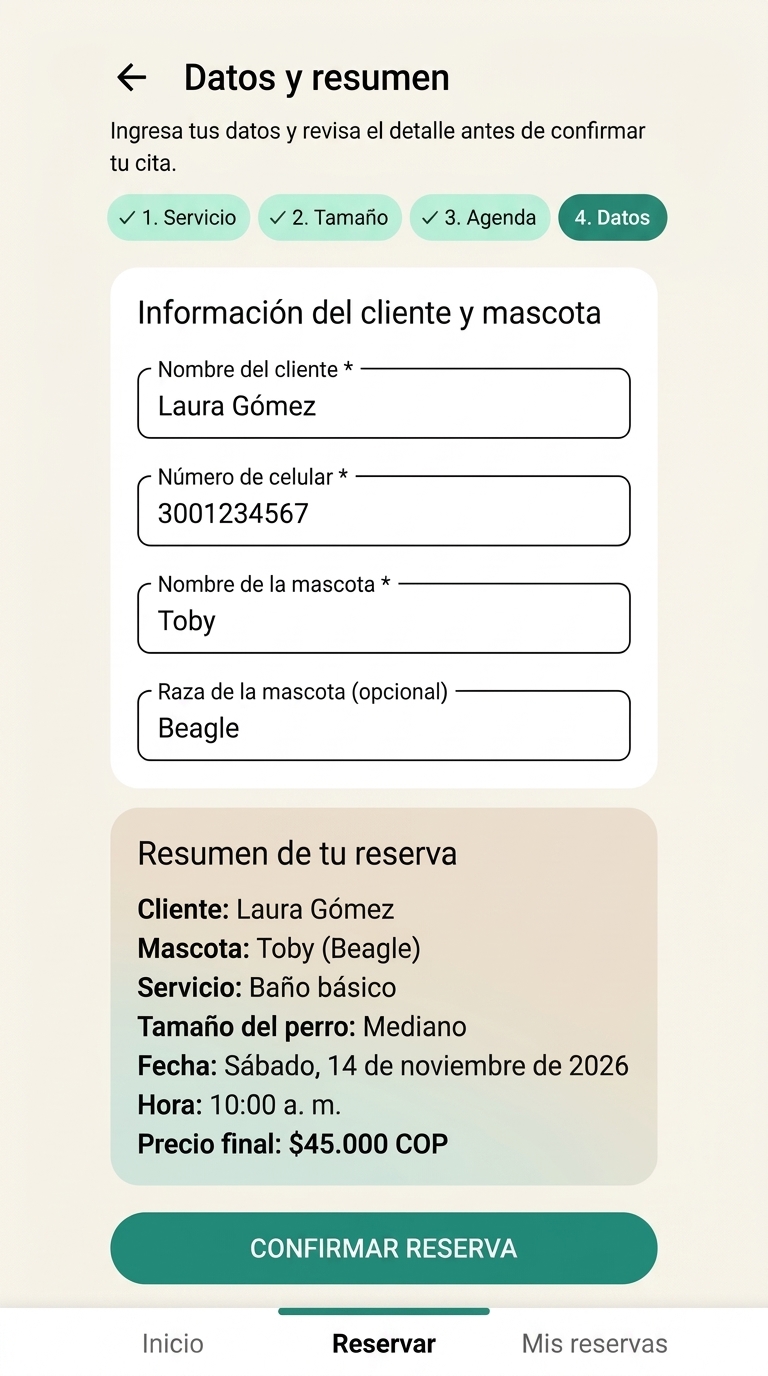 Datos y resumen
Ingresa tus datos y revisa el detalle antes de confirmar
tu cita.
✓ 1. Servicio ✓ 2. Tamaño ✓ 3. Agenda 4. Datos
Información del cliente y mascota
Nombre del cliente *
Laura Gómez
Número de celular *
3001234567
Nombre de la mascota *
Toby
Raza de la mascota (opcional)
Beagle
Resumen de tu reserva
Cliente: Laura Gómez
Mascota: Toby (Beagle)
Servicio: Baño básico
Tamaño del perro: Mediano
Fecha: Sábado, 14 de noviembre de 2026
Hora: 10:00 a. m.
Precio final: $45.000 COP
CONFIRMAR RESERVA
Inicio Reservar Mis reservas